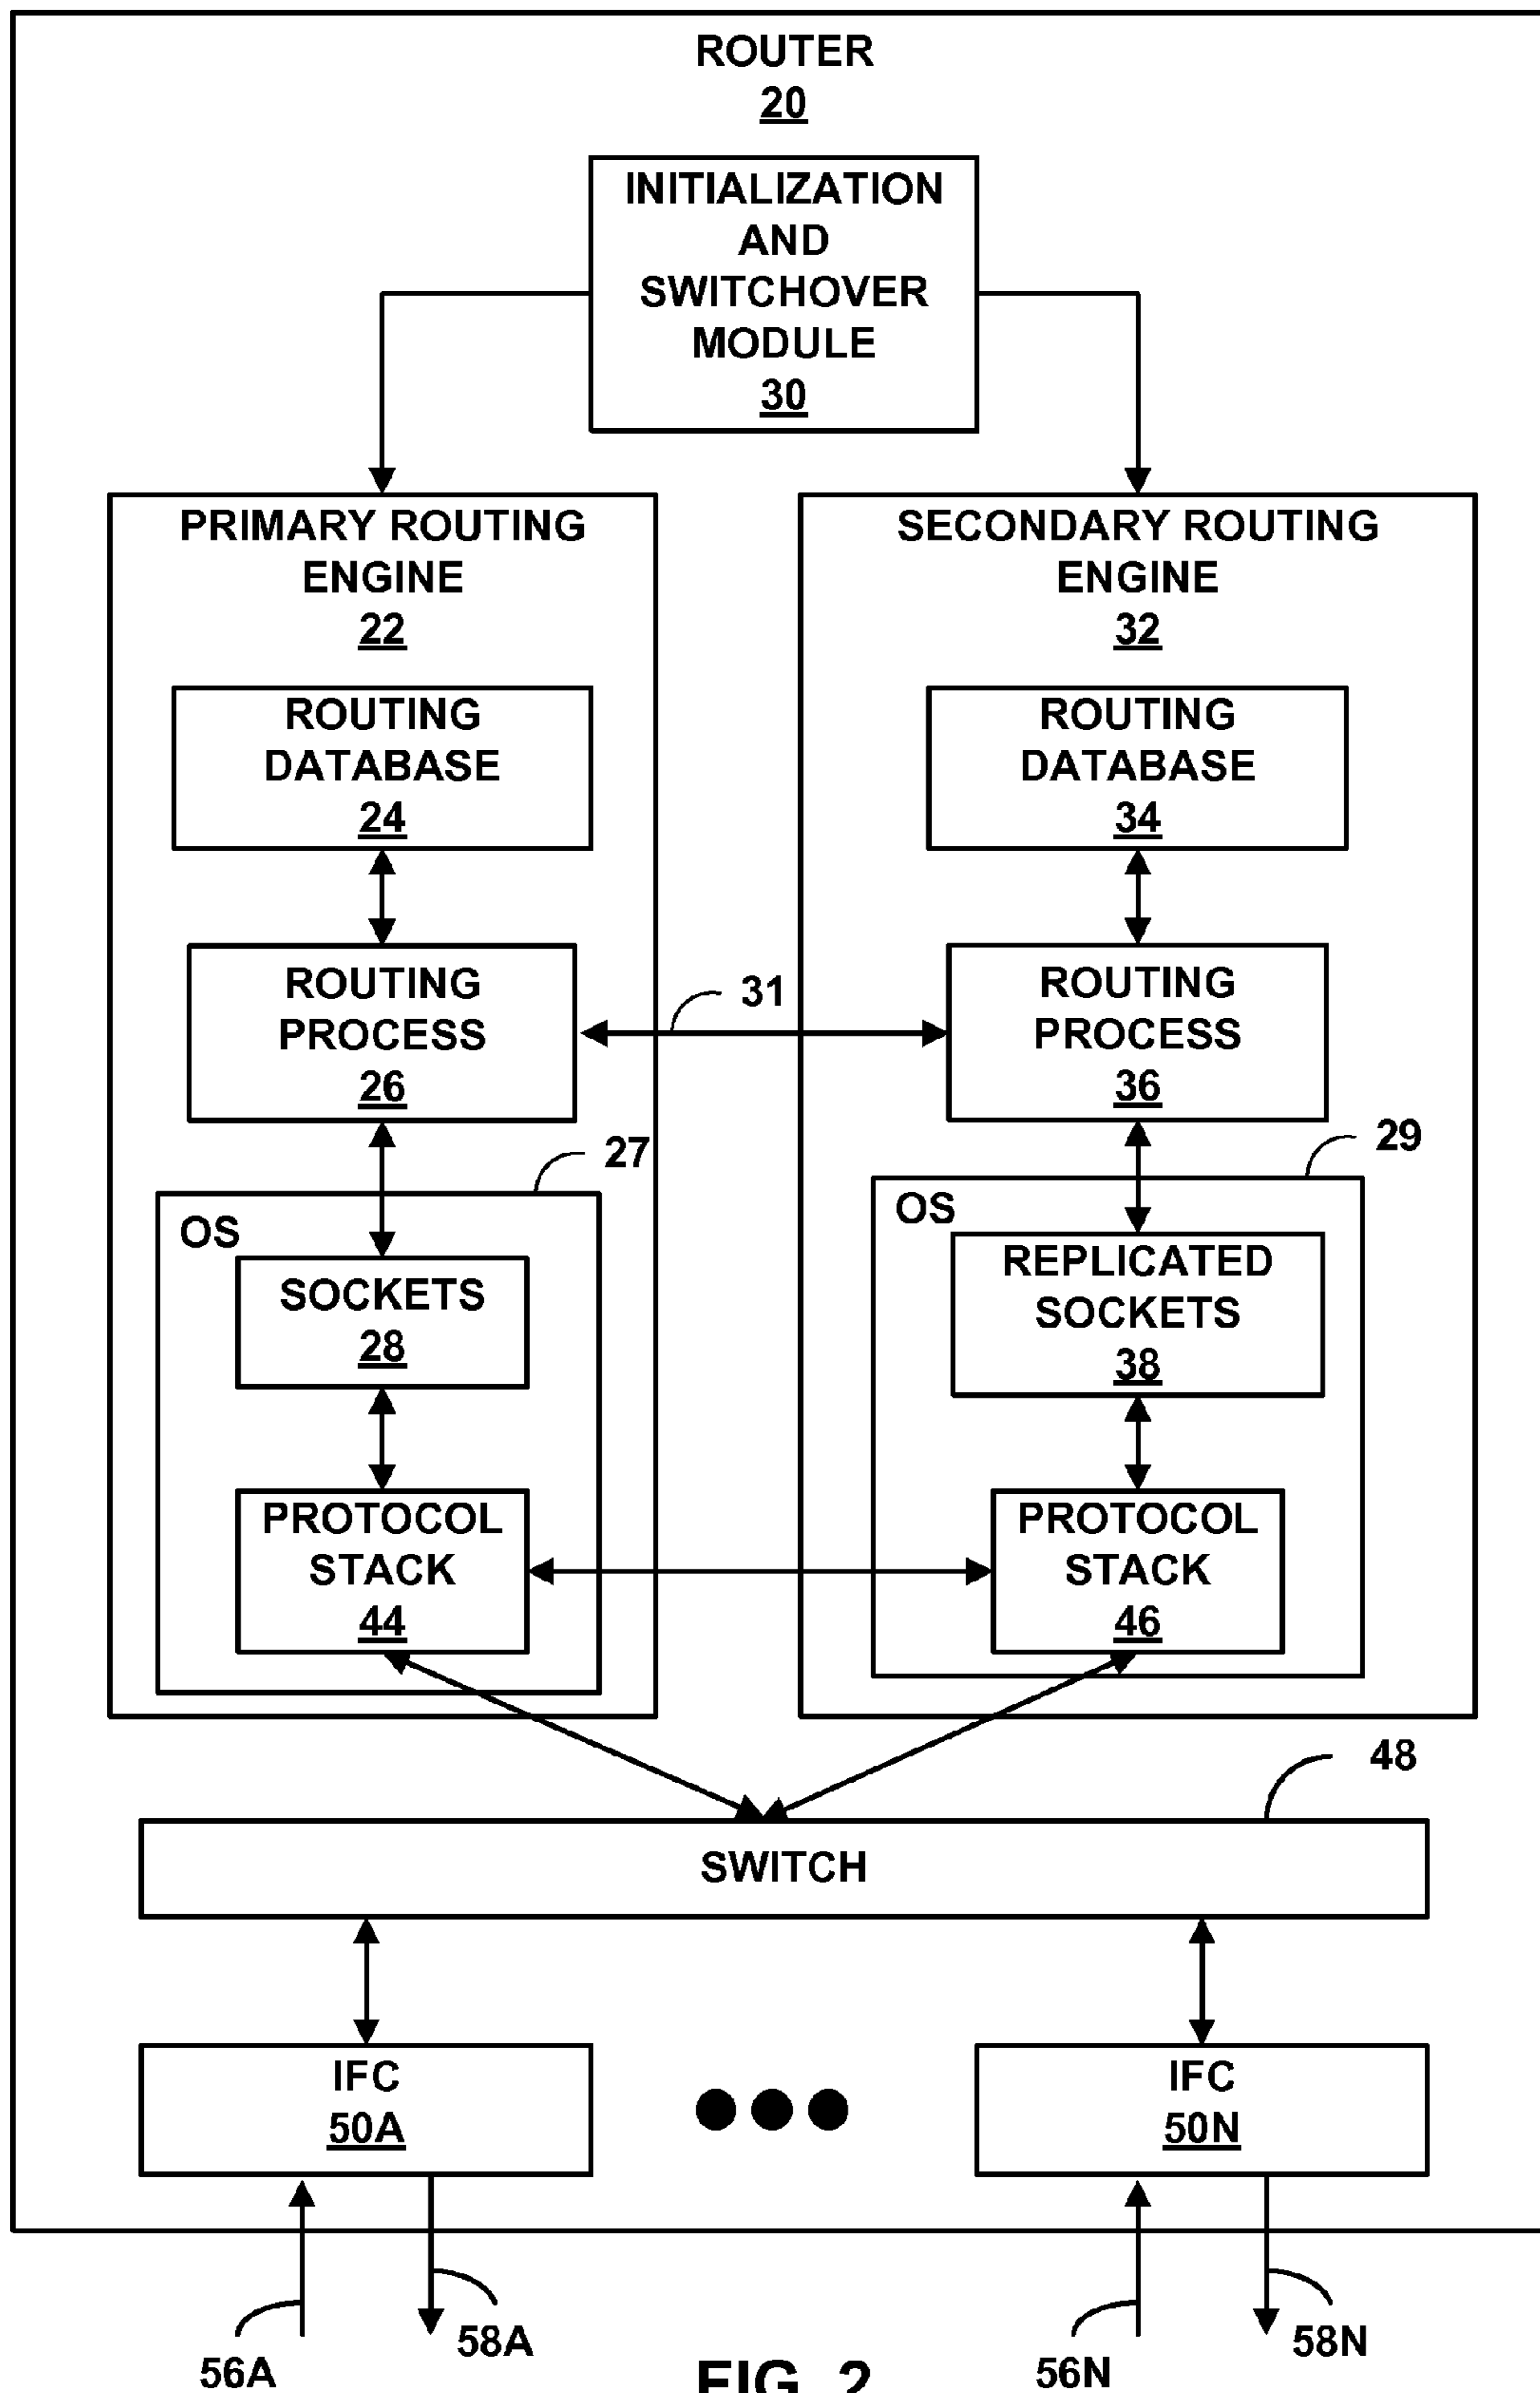 ROUTER
20
INITIALIZATION
AND
SWITCHOVER
MODULE
30
PRIMARY ROUTING
ENGINE
22
SECONDARY ROUTING
ENGINE
32
ROUTING
DATABASE
24
ROUTING
DATABASE
34
ROUTING
PROCESS
26
31
ROUTING
PROCESS
36
27
29
OS
SOCKETS
28
OS
REPLICATED
SOCKETS
38
PROTOCOL
STACK
44
PROTOCOL
STACK
46
48
SWITCH
IFC
50A
IFC
50N
56A
58A
56N
58N
FIG. 2